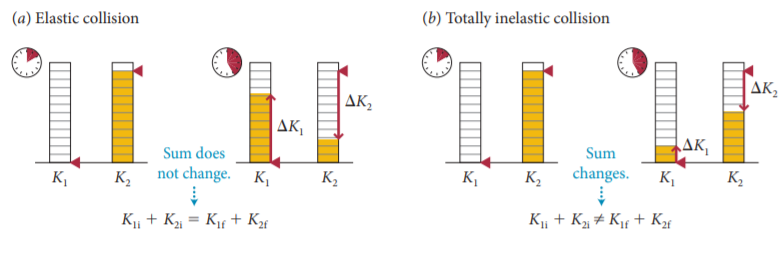 (a) Elastic collision
ΔK₂
ΔK₁
Sum does
not change.
K₁ K₂ K₁ K₂
K₁ᵢ + K₂ᵢ = K₁f + K₂f
(b) Totally inelastic collision
ΔK₂
ΔK₁
Sum
changes.
K₁ K₂ K₁ K₂
K₁ᵢ + K₂ᵢ ≠ K₁f + K₂f